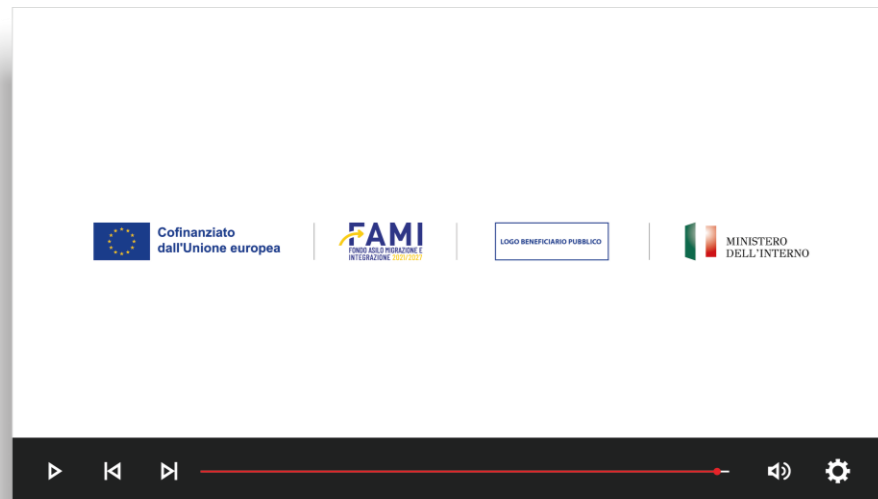 Cofinanziato
dall'Unione europea
FAMI
FONDO ASILO MIGRAZIONE E
INTEGRAZIONE 2021/2027
LOGO BENEFICIARIO PUBBLICO
MINISTERO
DELL'INTERNO